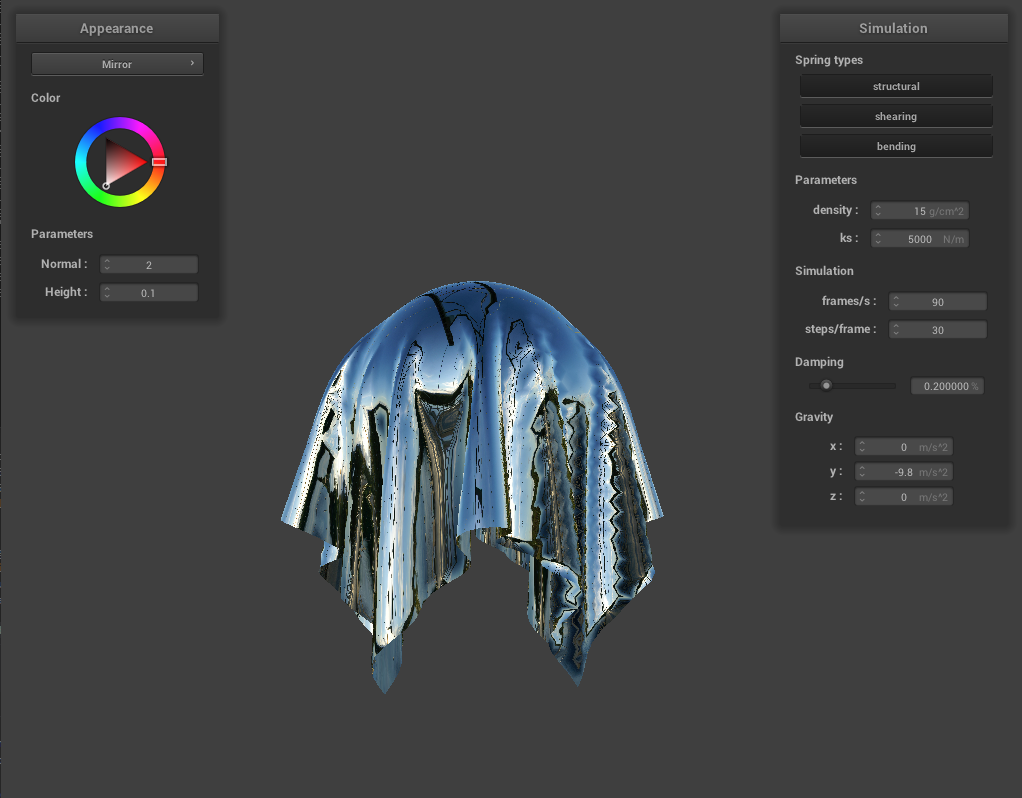 Appearance
Mirror
Color
Parameters
Normal : 2
Height : 0.1
Simulation
Spring types
structural
shearing
bending
Parameters
density : 15 g/cm^2
ks : 5000 N/m
Simulation
frames/s : 90
steps/frame : 30
Damping
0.200000 %
Gravity
x : 0 m/s^2
y : -9.8 m/s^2
z : 0 m/s^2